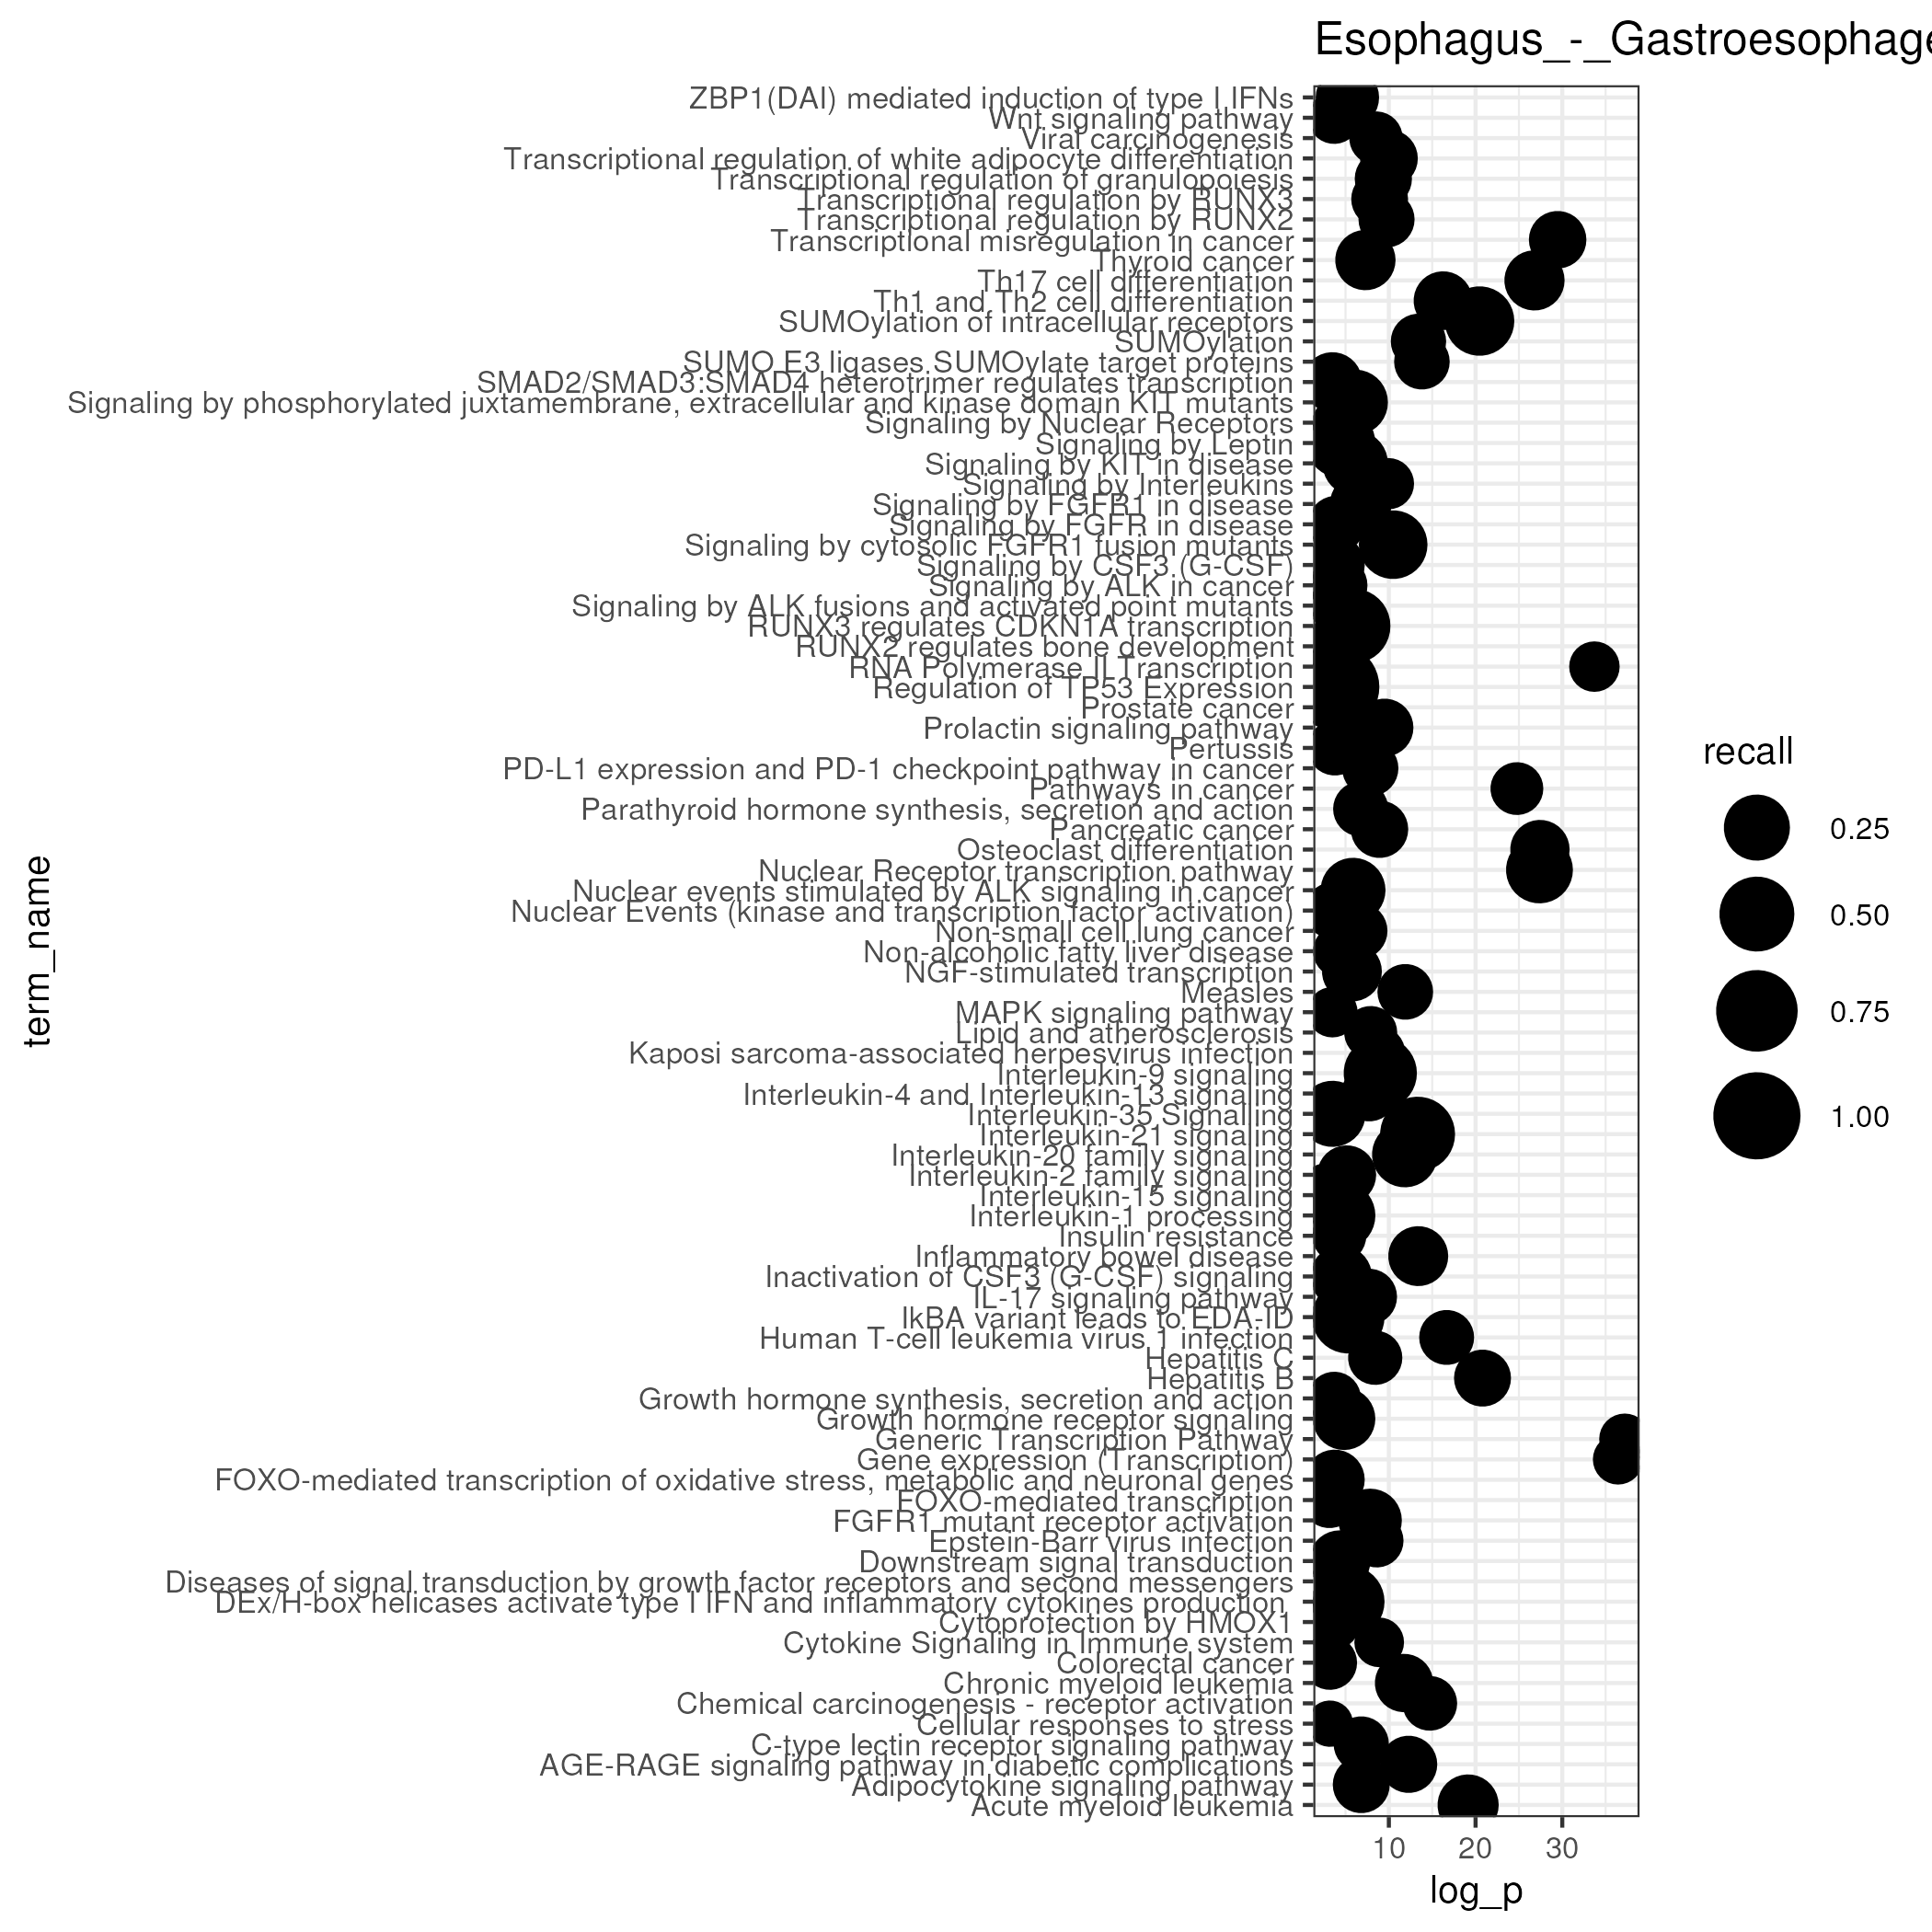 Esophagus_-_Gastroesophage
ZBP1(DAI) mediated induction of type I IFNs
Wnt signaling pathway
Viral carcinogenesis
Transcriptional regulation of white adipocyte differentiation
Transcriptional regulation of granulopoiesis
Transcriptional regulation by RUNX3
Transcriptional regulation by RUNX2
Transcriptional misregulation in cancer
Thyroid cancer
Th17 cell differentiation
Th1 and Th2 cell differentiation
SUMOylation of intracellular receptors
SUMOylation
SUMO E3 ligases SUMOylate target proteins
SMAD2/SMAD3:SMAD4 heterotrimer regulates transcription
Signaling by phosphorylated juxtamembrane, extracellular and kinase domain KIT mutants
Signaling by Nuclear Receptors
Signaling by Leptin
Signaling by KIT in disease
Signaling by Interleukins
Signaling by FGFR1 in disease
Signaling by FGFR in disease
Signaling by cytosolic FGFR1 fusion mutants
Signaling by CSF3 (G-CSF)
Signaling by ALK in cancer
Signaling by ALK fusions and activated point mutants
RUNX3 regulates CDKN1A transcription
RUNX2 regulates bone development
RNA Polymerase II Transcription
Regulation of TP53 Expression
Prostate cancer
Prolactin signaling pathway
Pertussis
PD-L1 expression and PD-1 checkpoint pathway in cancer
Pathways in cancer
Parathyroid hormone synthesis, secretion and action
Pancreatic cancer
Osteoclast differentiation
Nuclear Receptor transcription pathway
Nuclear events stimulated by ALK signaling in cancer
Nuclear Events (kinase and transcription factor activation)
Non-small cell lung cancer
Non-alcoholic fatty liver disease
NGF-stimulated transcription
Measles
MAPK signaling pathway
Lipid and atherosclerosis
Kaposi sarcoma-associated herpesvirus infection
Interleukin-9 signaling
Interleukin-4 and Interleukin-13 signaling
Interleukin-35 Signalling
Interleukin-21 signaling
Interleukin-20 family signaling
Interleukin-2 family signaling
Interleukin-15 signaling
Interleukin-1 processing
Insulin resistance
Inflammatory bowel disease
Inactivation of CSF3 (G-CSF) signaling
IL-17 signaling pathway
IkBA variant leads to EDA-ID
Human T-cell leukemia virus 1 infection
Hepatitis C
Hepatitis B
Growth hormone synthesis, secretion and action
Growth hormone receptor signaling
Generic Transcription Pathway
Gene expression (Transcription)
FOXO-mediated transcription of oxidative stress, metabolic and neuronal genes
FOXO-mediated transcription
FGFR1 mutant receptor activation
Epstein-Barr virus infection
Downstream signal transduction
Diseases of signal transduction by growth factor receptors and second messengers
DEx/H-box helicases activate type I IFN and inflammatory cytokines production
Cytoprotection by HMOX1
Cytokine Signaling in Immune system
Colorectal cancer
Chronic myeloid leukemia
Chemical carcinogenesis - receptor activation
Cellular responses to stress
C-type lectin receptor signaling pathway
AGE-RAGE signaling pathway in diabetic complications
Adipocytokine signaling pathway
Acute myeloid leukemia
term_name
10 20 30
log_p
recall
0.25
0.50
0.75
1.00